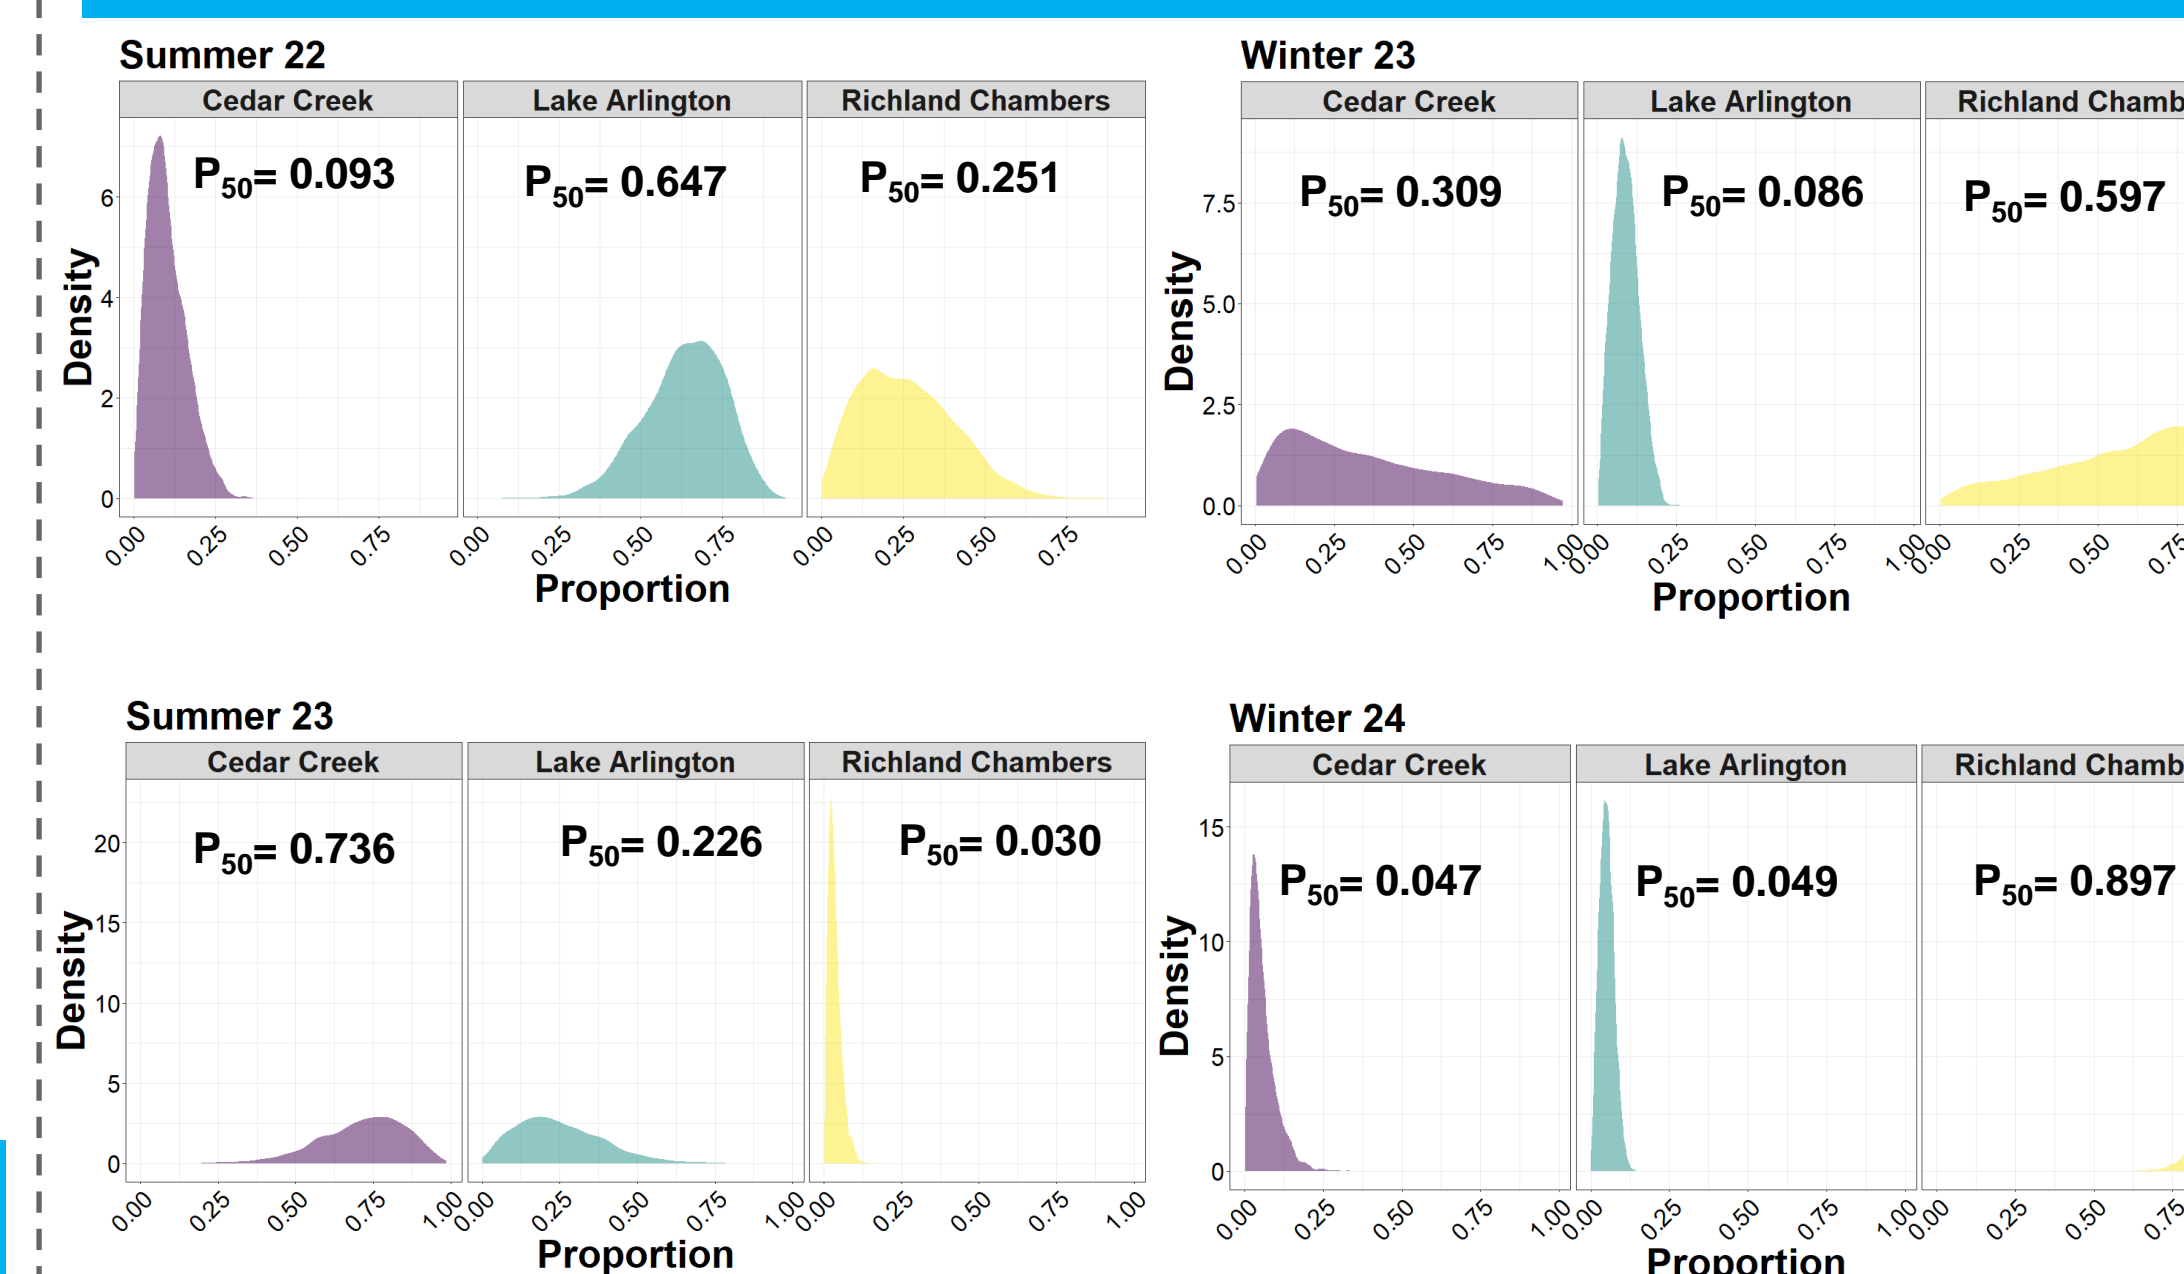 Summer 22
Cedar Creek
Lake Arlington
Richland Chambers
P50= 0.093
P50= 0.647
P50= 0.251
Density
6
4
2
0
0.00 0.25 0.50 0.75
0.00 0.25 0.50 0.75
0.00 0.25 0.50 0.75
Proportion
Winter 23
Cedar Creek
Lake Arlington
Richland Chamb
P50= 0.309
P50= 0.086
P50= 0.597
Density
7.5
5.0
2.5
0.0
0.00 0.25 0.50 0.75 1.00
0.00 0.25 0.50 0.75 1.00
0.00 0.25 0.50 0.75
Proportion
Summer 23
Cedar Creek
Lake Arlington
Richland Chambers
P50= 0.736
P50= 0.226
P50= 0.030
Density
20
15
10
5
0
0.00 0.25 0.50 0.75 1.00
0.00 0.25 0.50 0.75 1.00
0.00 0.25 0.50 0.75 1.00
Proportion
Winter 24
Cedar Creek
Lake Arlington
Richland Chamb
P50= 0.047
P50= 0.049
P50= 0.897
Density
15
10
5
0
0.00 0.25 0.50 0.75 1.00
0.00 0.25 0.50 0.75 1.00
0.00 0.25 0.50 0.75
Proportion